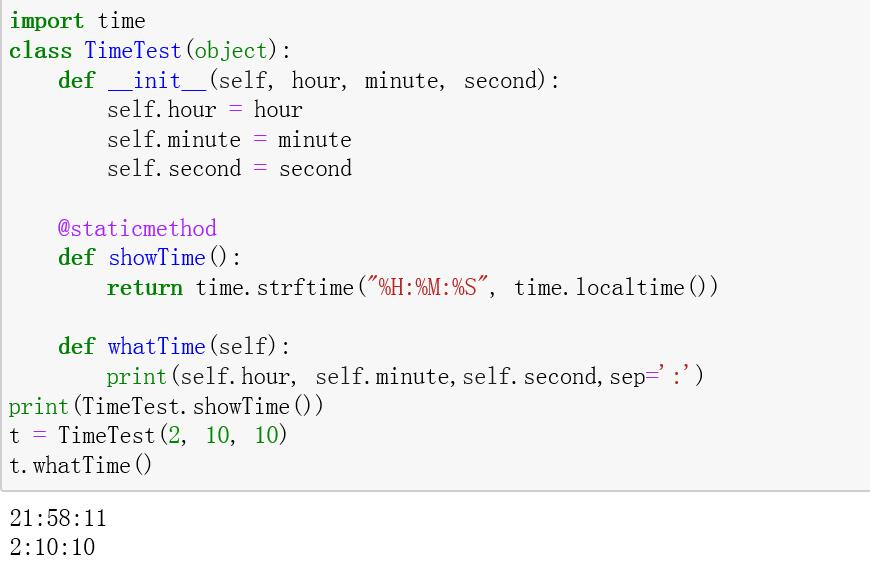 import time
class TimeTest(object):
    def __init__(self, hour, minute, second):
        self.hour = hour
        self.minute = minute
        self.second = second

    @staticmethod
    def showTime():
        return time.strftime("%H:%M:%S", time.localtime())

    def whatTime(self):
        print(self.hour, self.minute,self.second,sep=':')
print(TimeTest.showTime())
t = TimeTest(2, 10, 10)
t.whatTime()
21:58:11
2:10:10